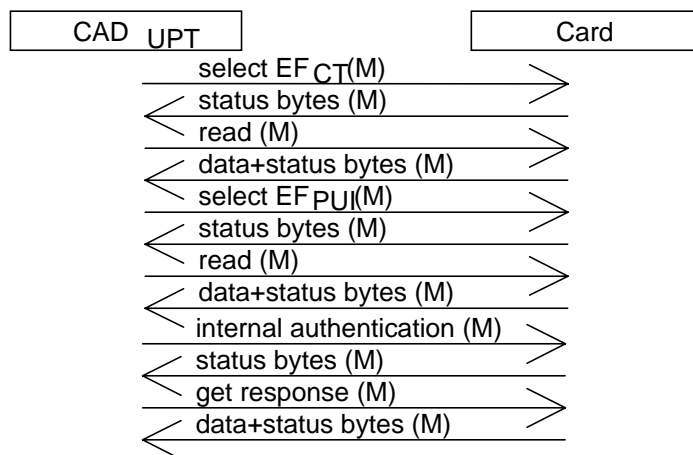 CAD UPT
Card
select EF CT(M)
status bytes (M)
read (M)
data+status bytes (M)
select EF PUI(M)
status bytes (M)
read (M)
data+status bytes (M)
internal authentication (M)
status bytes (M)
get response (M)
data+status bytes (M)